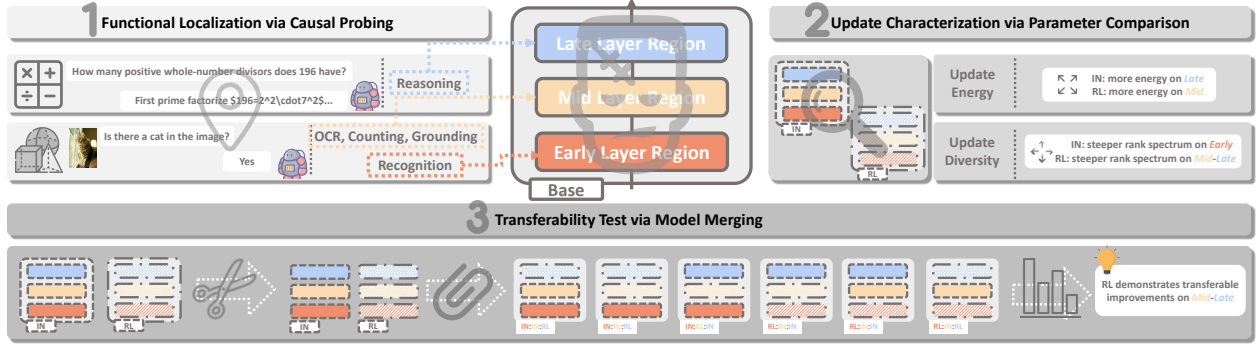 1 Functional Localization via Causal Probing
How many positive whole-number divisors does 196 have?
First prime factorize $196=2^2\cdot7^2$...
Reasoning
Is there a cat in the image?
Yes
OCR, Counting, Grounding
Recognition
Late Layer Region
Mid Layer Region
Early Layer Region
Base
2 Update Characterization via Parameter Comparison
IN
RL
Update
Energy
IN: more energy on Late
RL: more energy on Mid
Update
Diversity
IN: steeper rank spectrum on Early
RL: steeper rank spectrum on Mid-Late
3 Transferability Test via Model Merging
IN
RL
IN
RL
IN:IN:RL
IN:RL:RL
IN:RL:IN
RL:RL:IN
RL:IN:IN
RL:IN:RL
RL demonstrates transferable
improvements on Mid-Late